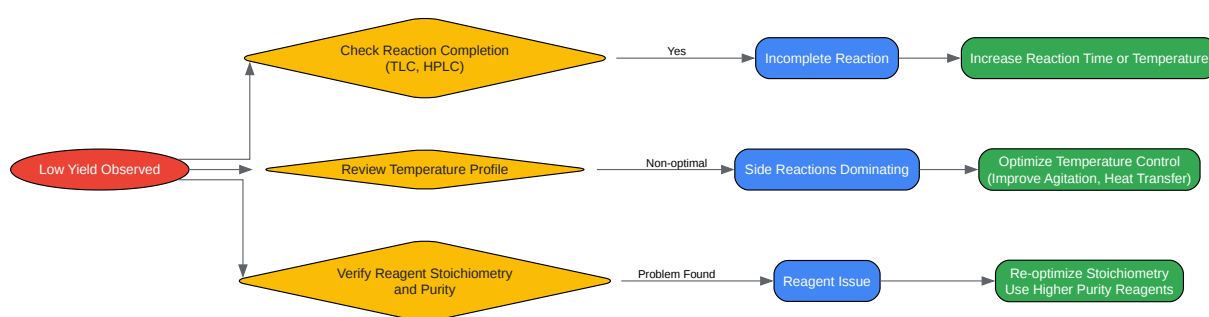 Check Reaction Completion
(TLC, HPLC)
Yes
Incomplete Reaction
Increase Reaction Time or Temperature
Low Yield Observed
Review Temperature Profile
Non-optimal
Side Reactions Dominating
Optimize Temperature Control
(Improve Agitation, Heat Transfer)
Verify Reagent Stoichiometry
and Purity
Problem Found
Reagent Issue
Re-optimize Stoichiometry
Use Higher Purity Reagents